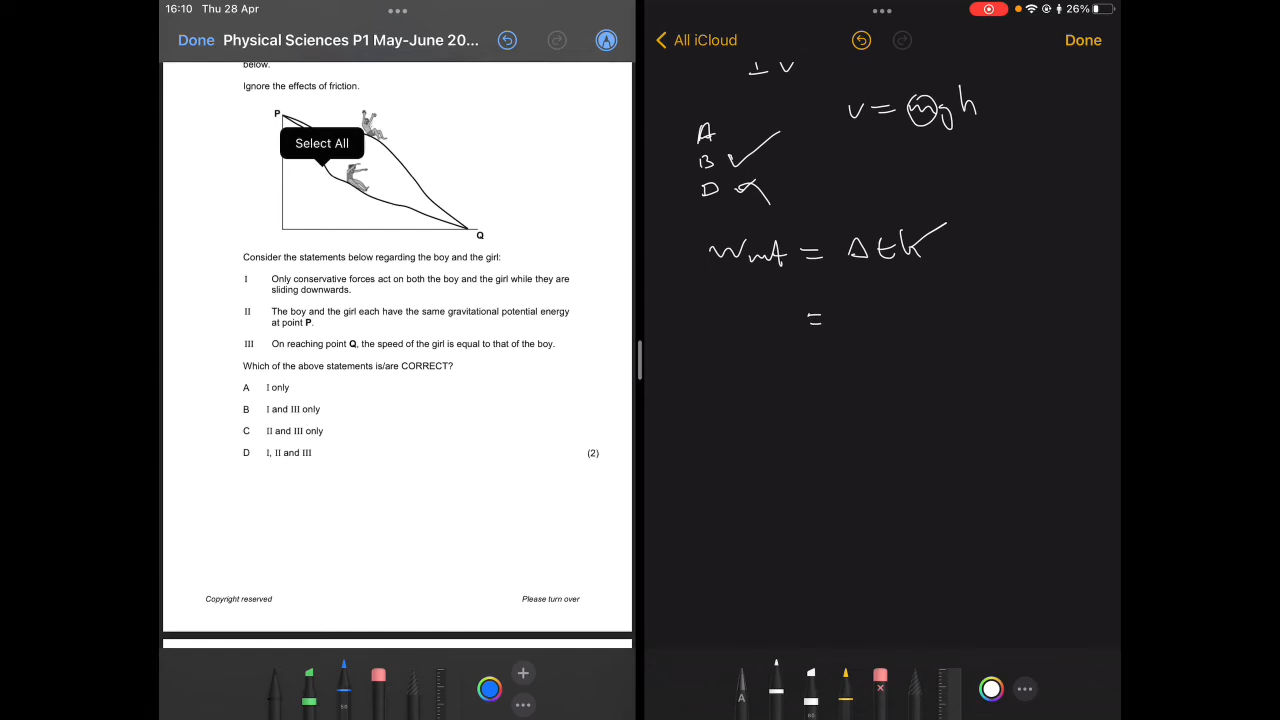 16:10 Thu 28 Apr
26%
Done Physical Sciences P1 May-June 20...
All iCloud Done
below.
Ignore the effects of friction.
P
Select All
Q
Consider the statements below regarding the boy and the girl:
I Only conservative forces act on both the boy and the girl while they are
sliding downwards.
II The boy and the girl each have the same gravitational potential energy
at point P.
III On reaching point Q, the speed of the girl is equal to that of the boy.
Which of the above statements is/are CORRECT?
A I only
B I and III only
C II and III only
D I, II and III (2)
Copyright reserved Please turn over
v = mgh
A
B ✓
D
=